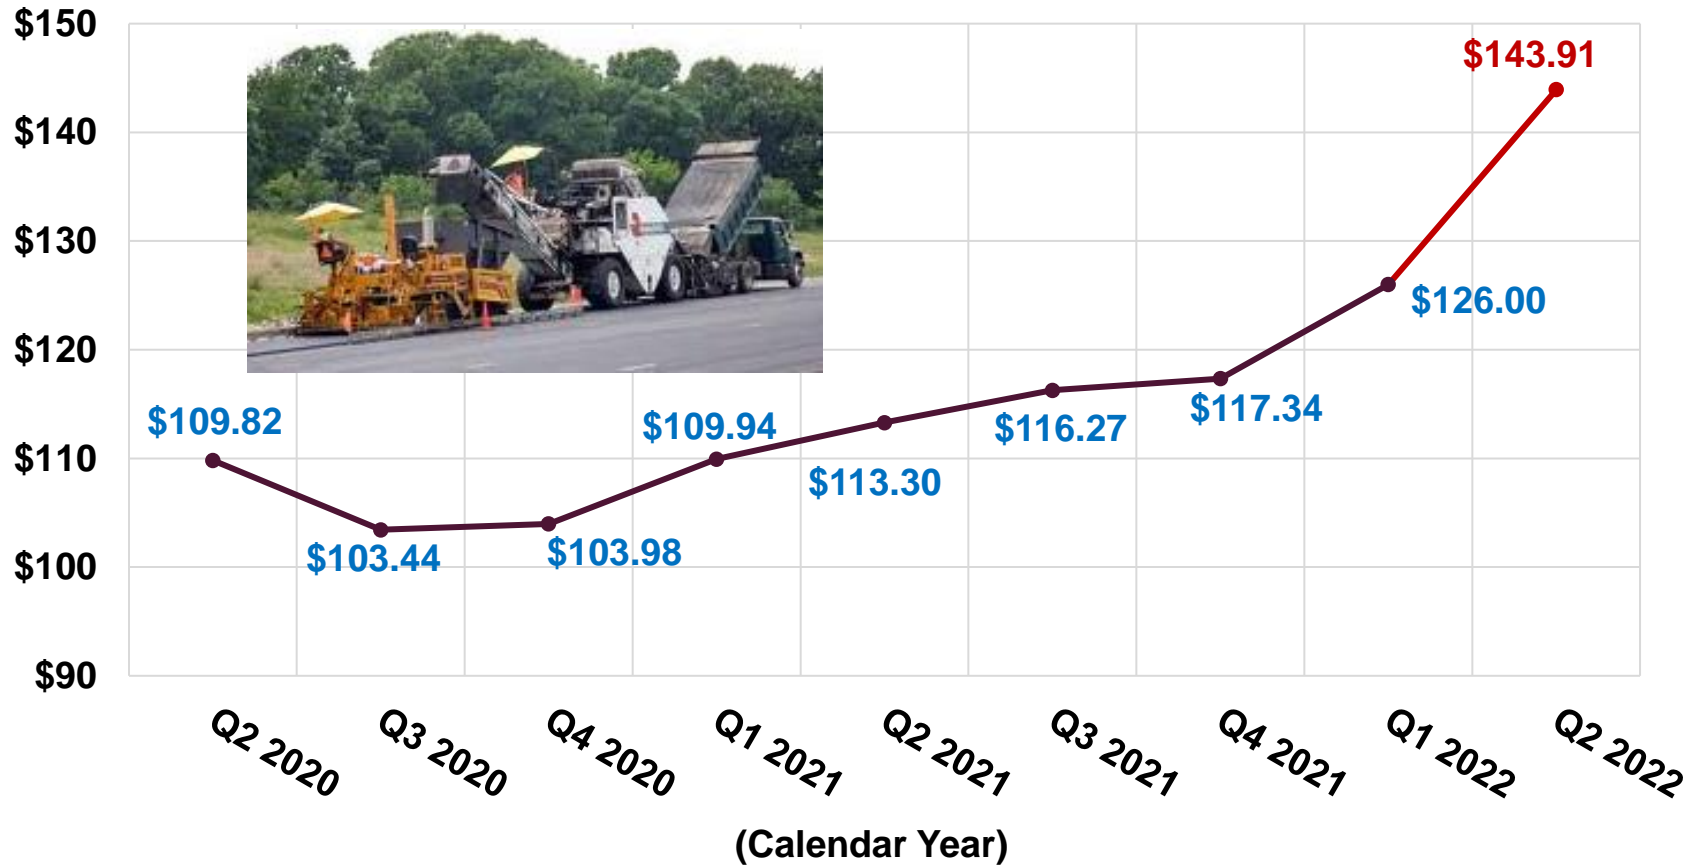 $150
$140
$130
$120
$110
$100
$90
$109.82
$103.44
$103.98
$109.94
$113.30
$116.27
$117.34
$126.00
$143.91
Q2 2020
Q3 2020
Q4 2020
Q1 2021
Q2 2021
Q3 2021
Q4 2021
Q1 2022
Q2 2022
(Calendar Year)